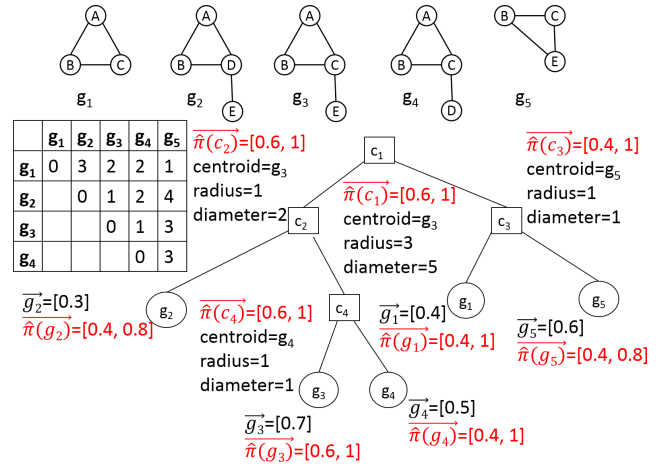 A A A A B C
B C B D B C B C E
E E D
g1 g2 g3 g4 g5
g1 g2 g3 g4 g5
g1 0 3 2 2 1
g2 0 1 2 4
g3 0 1 3
g4 0 3
π̂(c2)=[0.6, 1]
centroid=g3
radius=1
diameter=2
c1
π̂(c1)=[0.6, 1]
centroid=g3
radius=3
diameter=5
π̂(c3)=[0.4, 1]
centroid=g5
radius=1
diameter=1
c2
c3
g2=[0.3]
π̂(g2)=[0.4, 0.8]
g2
π̂(c4)=[0.6, 1]
centroid=g4
radius=1
diameter=1
c4
g1=[0.4]
π̂(g1)=[0.4, 1]
g1
g5
g5=[0.6]
π̂(g5)=[0.4, 0.8]
g3
g4
g3=[0.7]
π̂(g3)=[0.6, 1]
g4=[0.5]
π̂(g4)=[0.4, 1]